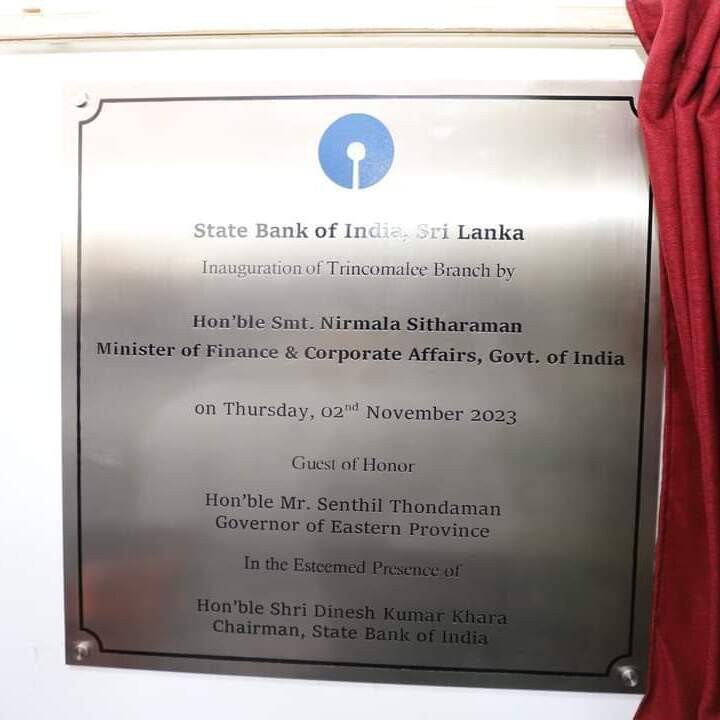 State Bank of India, Sri Lanka
Inauguration of Trincomalee Branch by
Hon'ble Smt. Nirmala Sitharaman
Minister of Finance & Corporate Affairs, Govt. of India
on Thursday, 02nd November 2023
Guest of Honor
Hon'ble Mr. Senthil Thondaman
Governor of Eastern Province
In the Esteemed Presence of
Hon'ble Shri Dinesh Kumar Khara
Chairman, State Bank of India